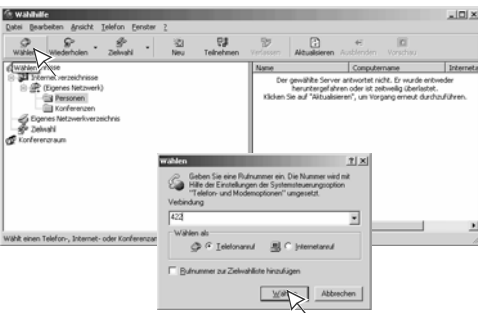 Wählhilfe
Datei Bearbeiten Ansicht Telefon Fenster ?
Wählen Wiederholen Zielwahl Neu Teilnehmen Verlassen Aktualisieren Ausblenden Vorschau
Wählen
Internetverzeichnisse
(Eigenes Netzwerk)
Personen
Konferenzen
Eigenes Netzwerkverzeichnis
Zielwahl
Konferenzraum
Name Computername Interneta
Der gewählte Server antwortet nicht. Er wurde entweder
heruntergefahren oder ist zeitweilig überlastet.
Klicken Sie auf "Aktualisieren", um Vorgang erneut durchzuführen.
Wählt einen Telefon-, Internet- oder Konferenzan
Wählen
Geben Sie eine Rufnummer ein. Die Nummer wird mit
Hilfe der Einstellungen der Systemsteuerungsoption
"Telefon- und Modemoptionen" umgesetzt.
Verbindung
422
Wählen als
Telefonanruf Internetanruf
Rufnummer zur Zielwahlliste hinzufügen
Wählen Abbrechen